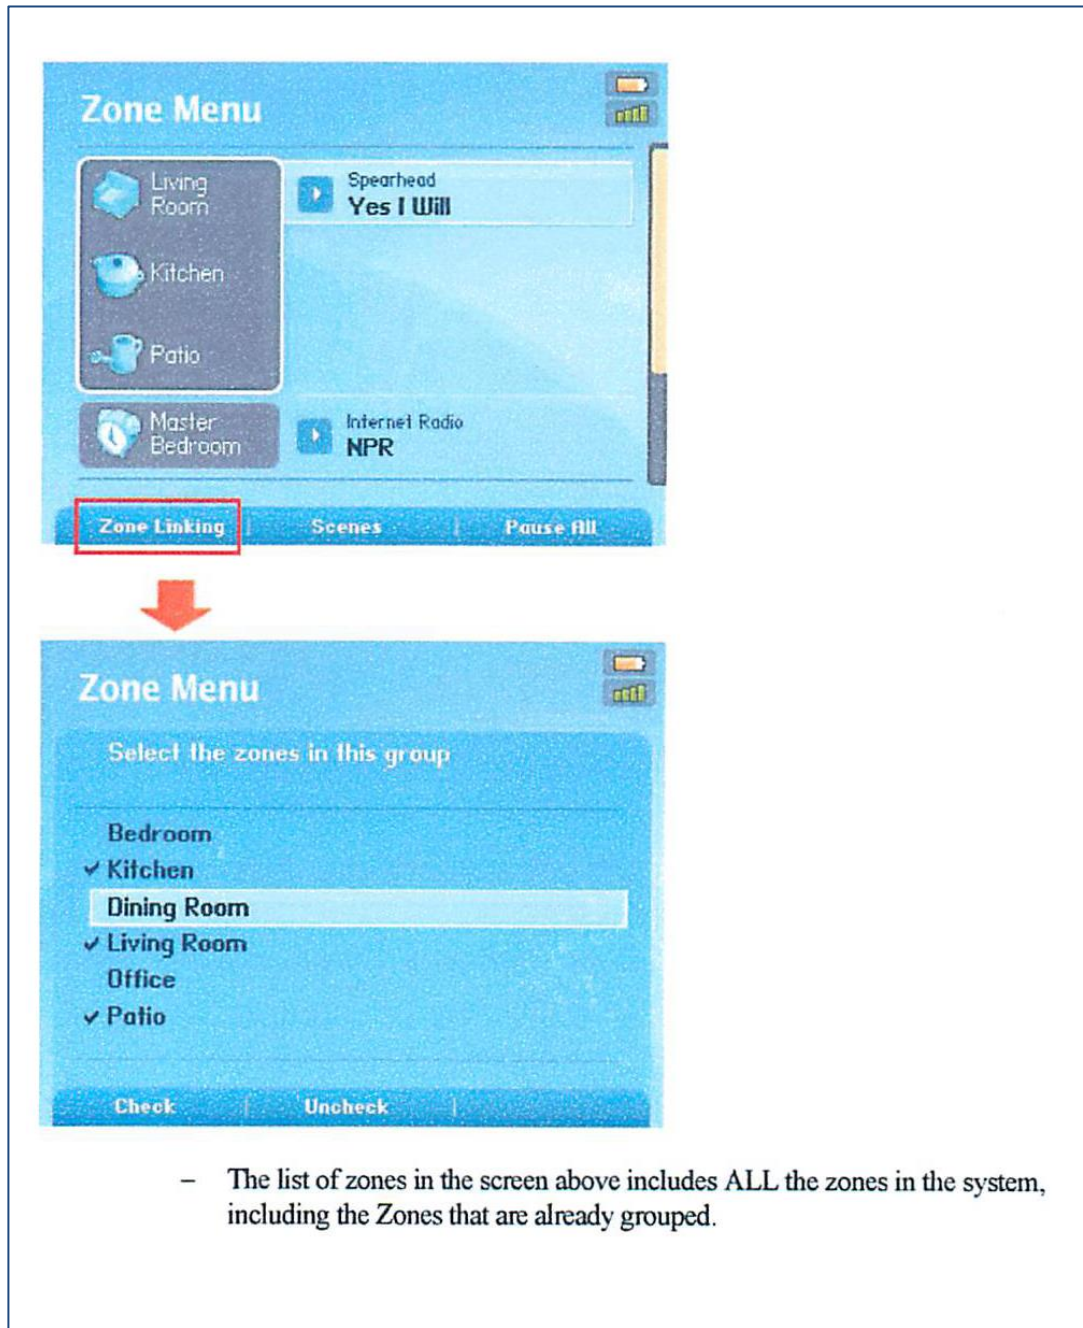 Zone Menu
Living
Room
Spearhead
Yes I Will
Kitchen
Patio
Master
Bedroom
Internet Radio
NPR
Zone Linking
Scenes
Pause All
Zone Menu
Select the zones in this group
Bedroom
✓ Kitchen
Dining Room
✓ Living Room
Office
✓ Patio
Check
Uncheck
– The list of zones in the screen above includes ALL the zones in the system,
including the Zones that are already grouped.